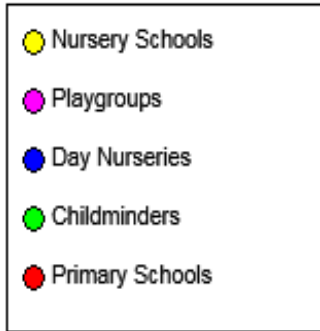 Nursery Schools
Playgroups
Day Nurseries
Childminders
Primary Schools